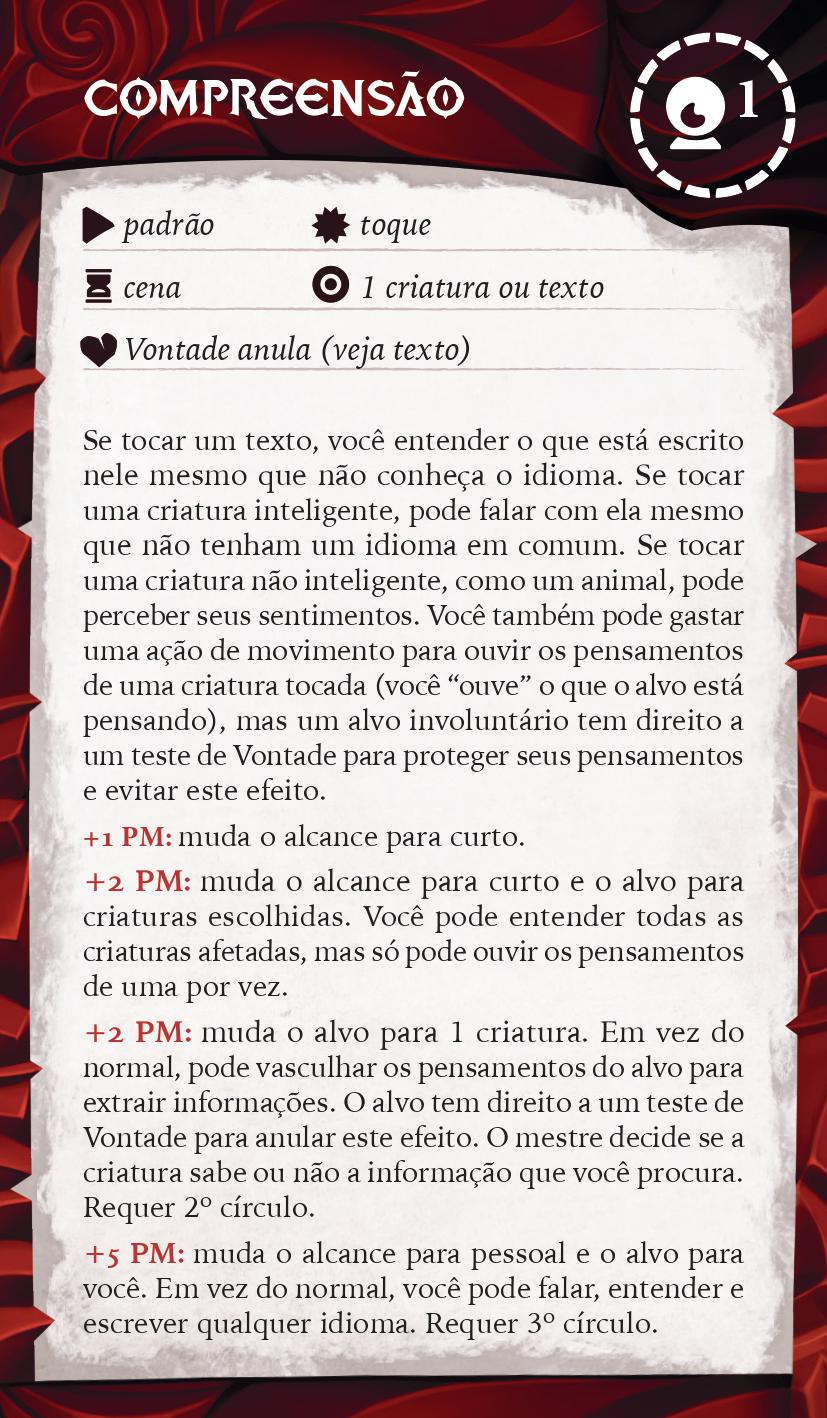 COMPREENSÃO
1
padrão
toque
cena
1 criatura ou texto
Vontade anula (veja texto)
Se tocar um texto, você entender o que está escrito
nele mesmo que não conheça o idioma. Se tocar
uma criatura inteligente, pode falar com ela mesmo
que não tenham um idioma em comum. Se tocar
uma criatura não inteligente, como um animal, pode
perceber seus sentimentos. Você também pode gastar
uma ação de movimento para ouvir os pensamentos
de uma criatura tocada (você “ouve” o que o alvo está
pensando), mas um alvo involuntário tem direito a
um teste de Vontade para proteger seus pensamentos
e evitar este efeito.
+1 PM: muda o alcance para curto.
+2 PM: muda o alcance para curto e o alvo para
criaturas escolhidas. Você pode entender todas as
criaturas afetadas, mas só pode ouvir os pensamentos
de uma por vez.
+2 PM: muda o alvo para 1 criatura. Em vez do
normal, pode vasculhar os pensamentos do alvo para
extrair informações. O alvo tem direito a um teste de
Vontade para anular este efeito. O mestre decide se a
criatura sabe ou não a informação que você procura.
Requer 2º círculo.
+5 PM: muda o alcance para pessoal e o alvo para
você. Em vez do normal, você pode falar, entender e
escrever qualquer idioma. Requer 3º círculo.